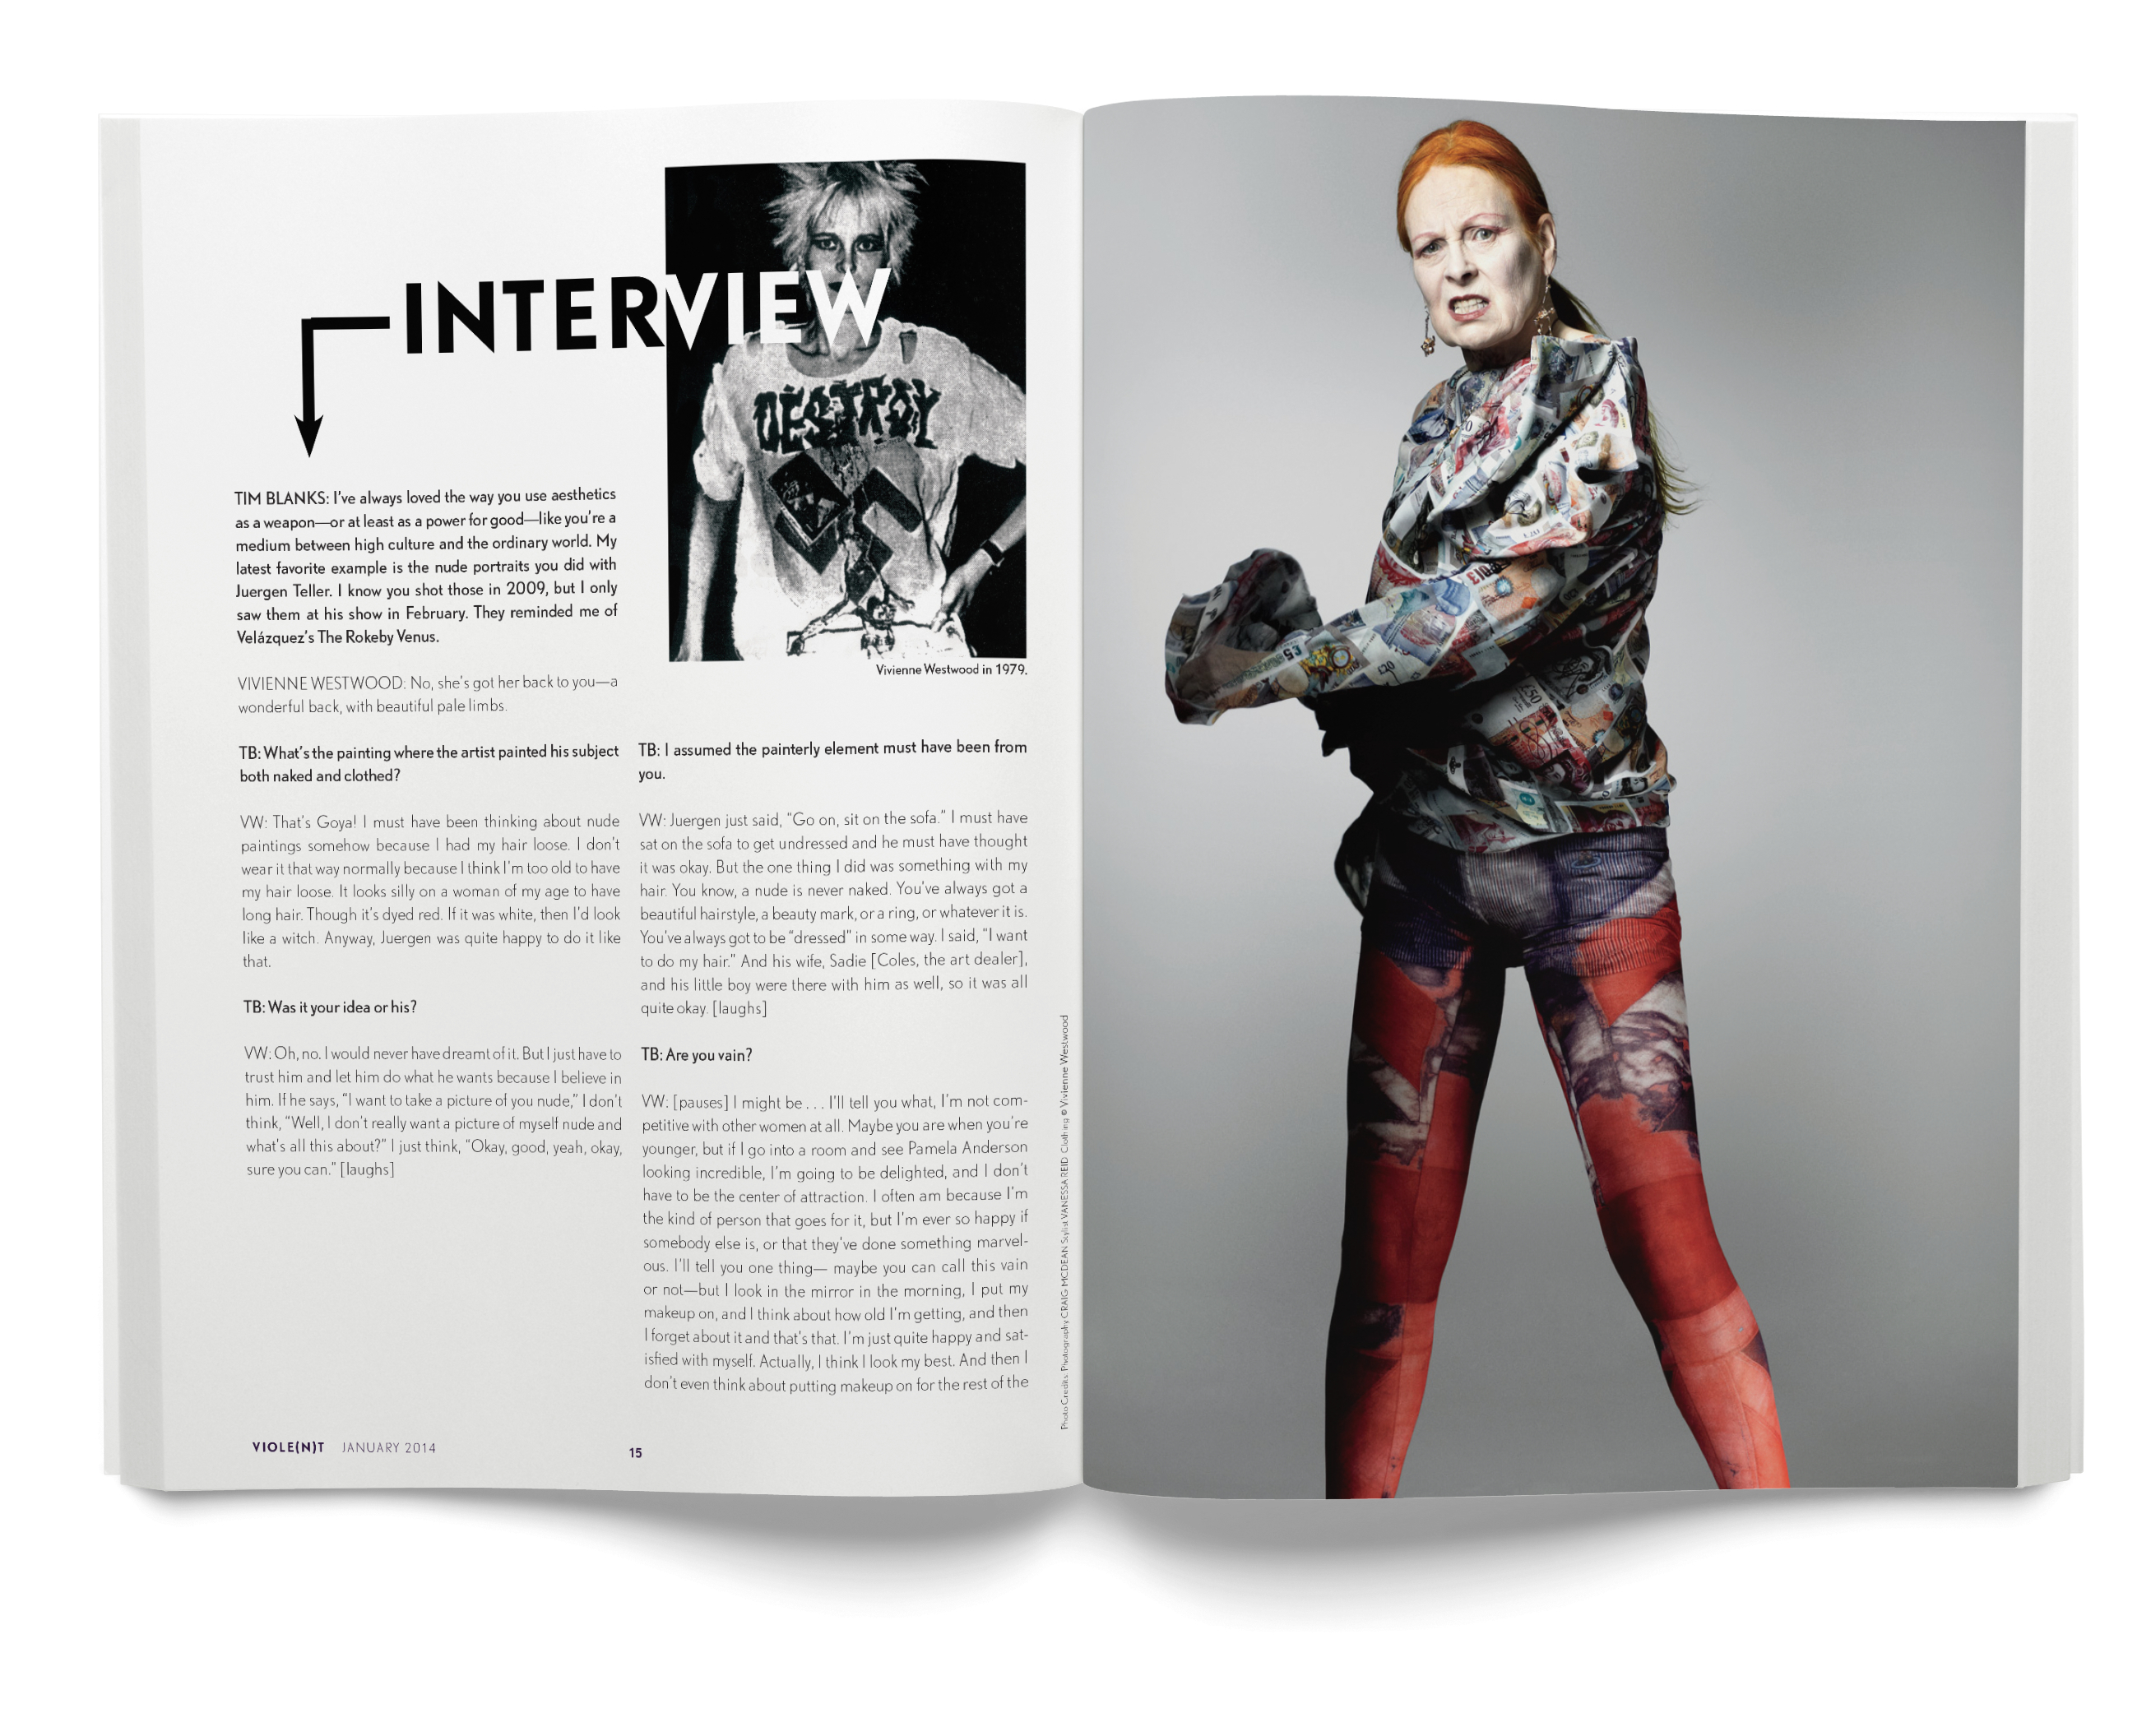 INTERVIEW
DESTROY
Vivienne Westwood in 1979.
TIM BLANKS: I've always loved the way you use aesthetics
as a weapon—or at least as a power for good—like you're a
medium between high culture and the ordinary world. My
latest favorite example is the nude portraits you did with
Juergen Teller. I know you shot those in 2009, but I only
saw them at his show in February. They reminded me of
Velázquez's The Rokeby Venus.
VIVIENNE WESTWOOD: No, she's got her back to you—a
wonderful back, with beautiful pale limbs.
TB: What's the painting where the artist painted his subject
both naked and clothed?
VW: That's Goya! I must have been thinking about nude
paintings somehow because I had my hair loose. I don't
wear it that way normally because I think I'm too old to have
my hair loose. It looks silly on a woman of my age to have
long hair. Though it's dyed red. If it was white, then I'd look
like a witch. Anyway, Juergen was quite happy to do it like
that.
TB: Was it your idea or his?
VW: Oh, no. I would never have dreamt of it. But I just have to
trust him and let him do what he wants because I believe in
him. If he says, "I want to take a picture of you nude," I don't
think, "Well, I don't really want a picture of myself nude and
what's all this about?" I just think, "Okay, good, yeah, okay,
sure you can." [laughs]
TB: I assumed the painterly element must have been from
you.
VW: Juergen just said, "Go on, sit on the sofa." I must have
sat on the sofa to get undressed and he must have thought
it was okay. But the one thing I did was something with my
hair. You know, a nude is never naked. You've always got a
beautiful hairstyle, a beauty mark, or a ring, or whatever it is.
You've always got to be "dressed" in some way. I said, "I want
to do my hair." And his wife, Sadie [Coles, the art dealer],
and his little boy were there with him as well, so it was all
quite okay. [laughs]
TB: Are you vain?
VW: [pauses] I might be . . . I'll tell you what, I'm not com-
petitive with other women at all. Maybe you are when you're
younger, but if I go into a room and see Pamela Anderson
looking incredible, I'm going to be delighted, and I don't
have to be the center of attraction. I often am because I'm
the kind of person that goes for it, but I'm ever so happy if
somebody else is, or that they've done something marvel-
ous. I'll tell you one thing— maybe you can call this vain
or not—but I look in the mirror in the morning, I put my
makeup on, and I think about how old I'm getting, and then
I forget about it and that's that. I'm just quite happy and sat-
isfied with myself. Actually, I think I look my best. And then I
don't even think about putting makeup on for the rest of the
Photo Credits: Photography CRAIG MCDEAN Stylist VANESSA REID Clothing © Vivienne Westwood
VIOLE(N)T JANUARY 2014
15
£10
£5
£20
£50